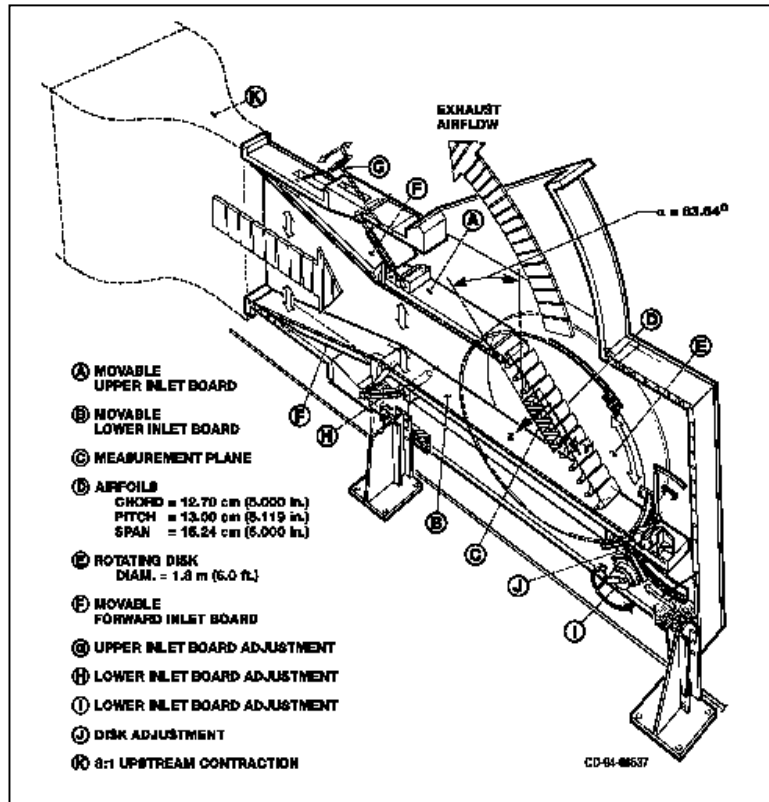 K
EXHAUST
AIRFLOW
G
F
A
D
E
Ⓐ MOVABLE
UPPER INLET BOARD
Ⓑ MOVABLE
LOWER INLET BOARD
Ⓒ MEASUREMENT PLANE
Ⓓ AIRFOILS
CHORD = 12.70 cm (5.000 in.)
PITCH = 13.00 cm (5.119 in.)
SPAN = 15.24 cm (6.000 in.)
Ⓔ ROTATING DISK
DIAM. = 1.8 m (6.0 ft.)
Ⓕ MOVABLE
FORWARD INLET BOARD
Ⓖ UPPER INLET BOARD ADJUSTMENT
Ⓗ LOWER INLET BOARD ADJUSTMENT
Ⓘ LOWER INLET BOARD ADJUSTMENT
Ⓙ DISK ADJUSTMENT
Ⓚ 8:1 UPSTREAM CONTRACTION
F
H
B
C
J
I
z